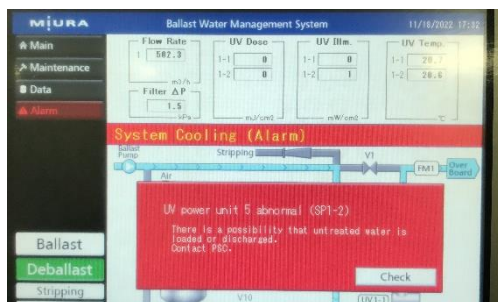 MIURA Ballast Water Management System 11/18/2022 17:32
Main
Maintenance
Data
Alarm
Flow Rate
1 502.3
m3/h
Filter ΔP
1.5
kPa
UV Dose
1-1 0
1-2 0
mJ/cm2
UV Illm.
1-1 0
1-2 1
mW/cm2
UV Temp.
1-1 20.7
1-2 20.6
℃
System Cooling (Alarm)
Ballast
Pump
Stripping
V1
FM1
Over
Board
Air
UV power unit 5 abnormal (SP1-2)
There is a possibility that untreated water is
loaded or discharged.
Contact PSC.
Check
Ballast
Deballast
Stripping
V10
UV1-1